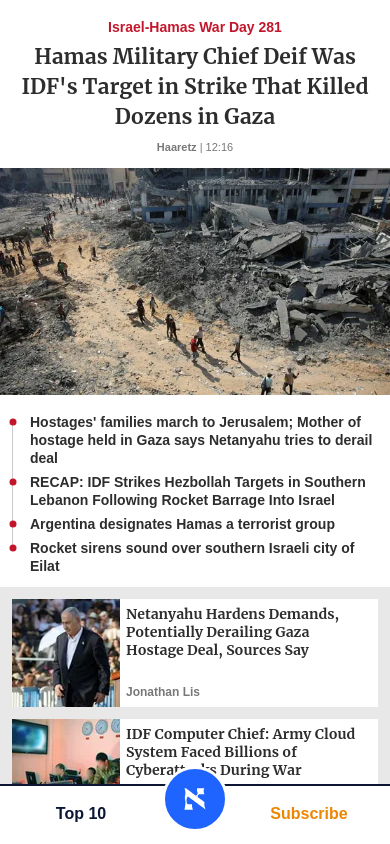 Israel-Hamas War Day 281
Hamas Military Chief Deif Was
IDF's Target in Strike That Killed
Dozens in Gaza
Haaretz | 12:16
Hostages' families march to Jerusalem; Mother of
hostage held in Gaza says Netanyahu tries to derail
deal
RECAP: IDF Strikes Hezbollah Targets in Southern
Lebanon Following Rocket Barrage Into Israel
Argentina designates Hamas a terrorist group
Rocket sirens sound over southern Israeli city of
Eilat
Netanyahu Hardens Demands,
Potentially Derailing Gaza
Hostage Deal, Sources Say
Jonathan Lis
IDF Computer Chief: Army Cloud
System Faced Billions of
Cyberattacks During War
Top 10
Subscribe